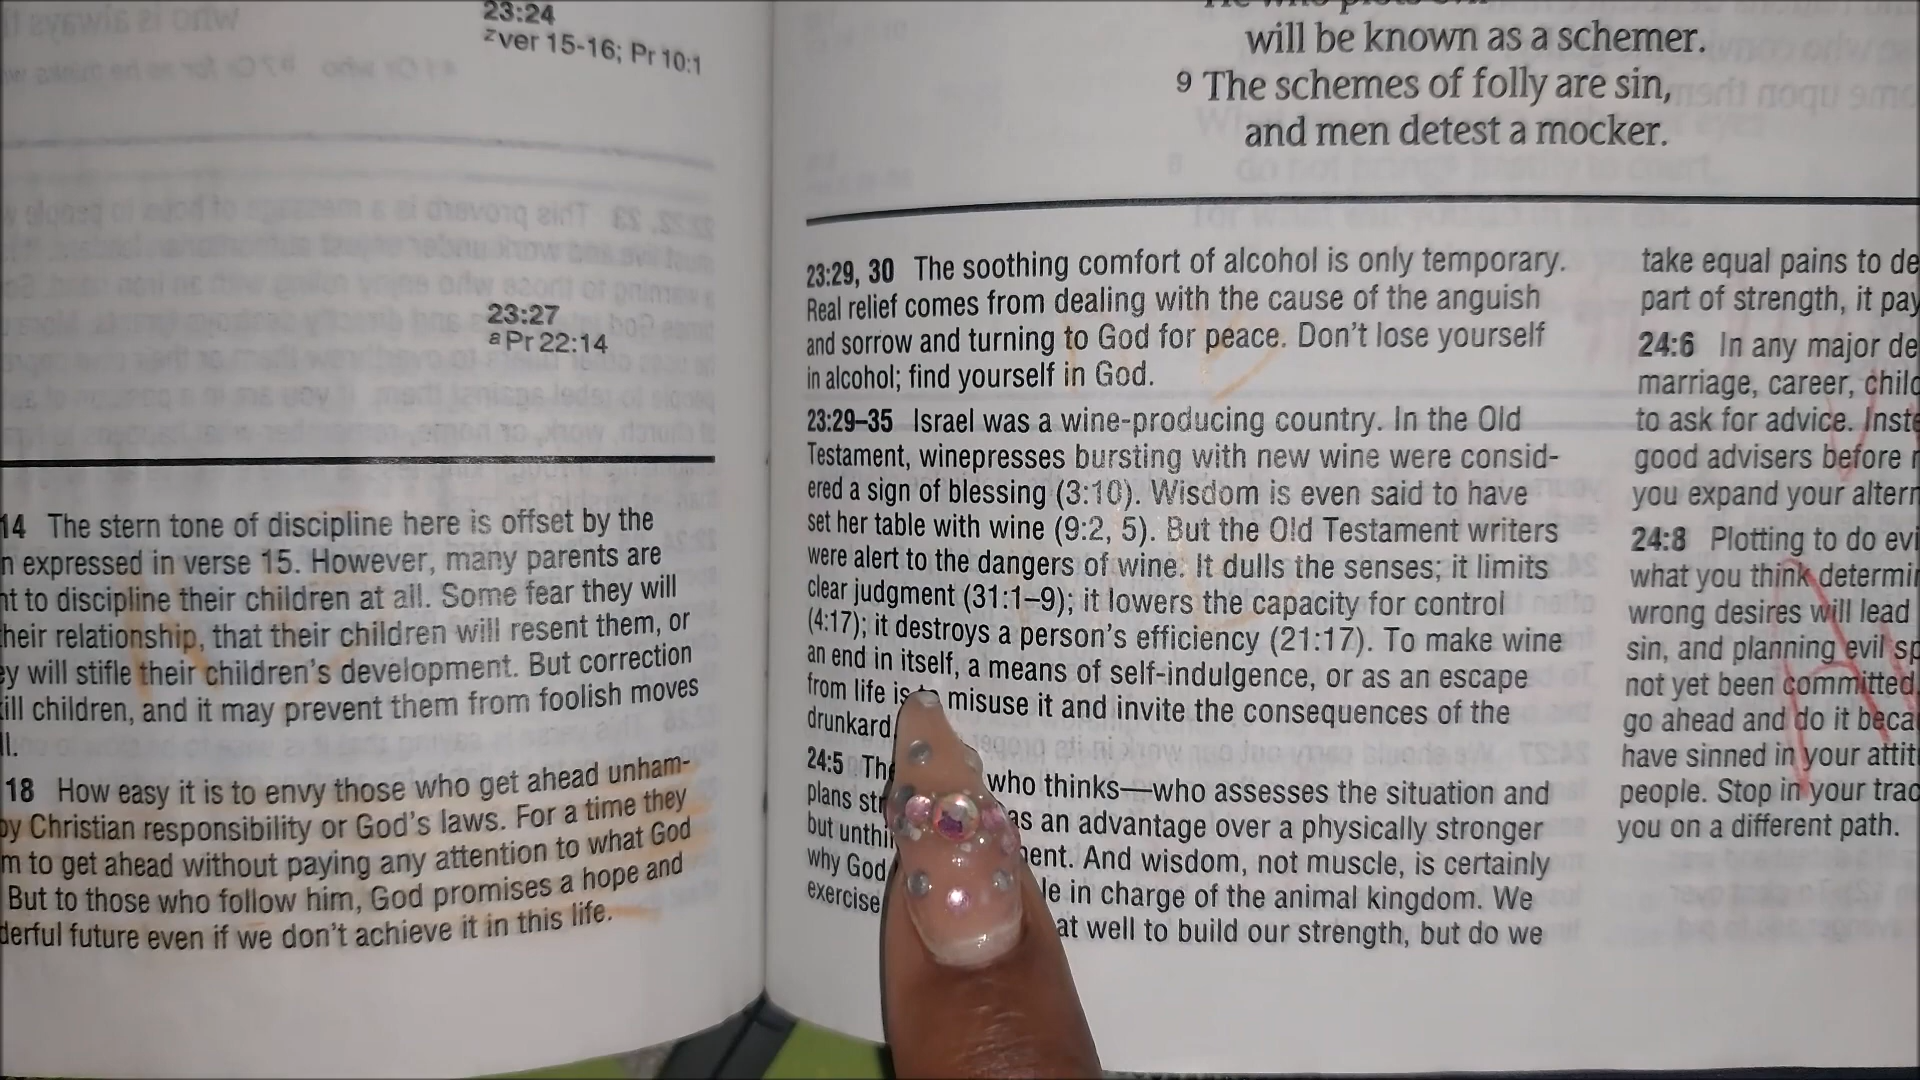 23:24
zver 15-16; Pr 10:1
23:27
aPr 22:14
14 The stern tone of discipline here is offset by the
expressed in verse 15. However, many parents are
to discipline their children at all. Some fear they will
their relationship, that their children will resent them, or
will stifle their children's development. But correction
children, and it may prevent them from foolish moves
18 How easy it is to envy those who get ahead unham-
by Christian responsibility or God's laws. For a time they
to get ahead without paying any attention to what God
But to those who follow him, God promises a hope and
derful future even if we don't achieve it in this life.
will be known as a schemer.
9 The schemes of folly are sin,
and men detest a mocker.
23:29, 30 The soothing comfort of alcohol is only temporary.
Real relief comes from dealing with the cause of the anguish
and sorrow and turning to God for peace. Don't lose yourself
in alcohol; find yourself in God.
23:29–35 Israel was a wine-producing country. In the Old
Testament, winepresses bursting with new wine were consid-
ered a sign of blessing (3:10). Wisdom is even said to have
set her table with wine (9:2, 5). But the Old Testament writers
were alert to the dangers of wine. It dulls the senses; it limits
clear judgment (31:1–9); it lowers the capacity for control
(4:17); it destroys a person's efficiency (21:17). To make wine
an end in itself, a means of self-indulgence, or as an escape
from life is to misuse it and invite the consequences of the
drunkard
24:5 who thinks—who assesses the situation and
plans as an advantage over a physically stronger
but And wisdom, not muscle, is certainly
why God in charge of the animal kingdom. We
exercise well to build our strength, but do we
take equal pains to de
part of strength, it pay
24:6 In any major de
marriage, career, child
to ask for advice. Inste
good advisers before
you expand your altern
24:8 Plotting to do evi
what you think determi
wrong desires will lead
sin, and planning evil sp
not yet been committed
go ahead and do it beca
have sinned in your attit
people. Stop in your trac
you on a different path.